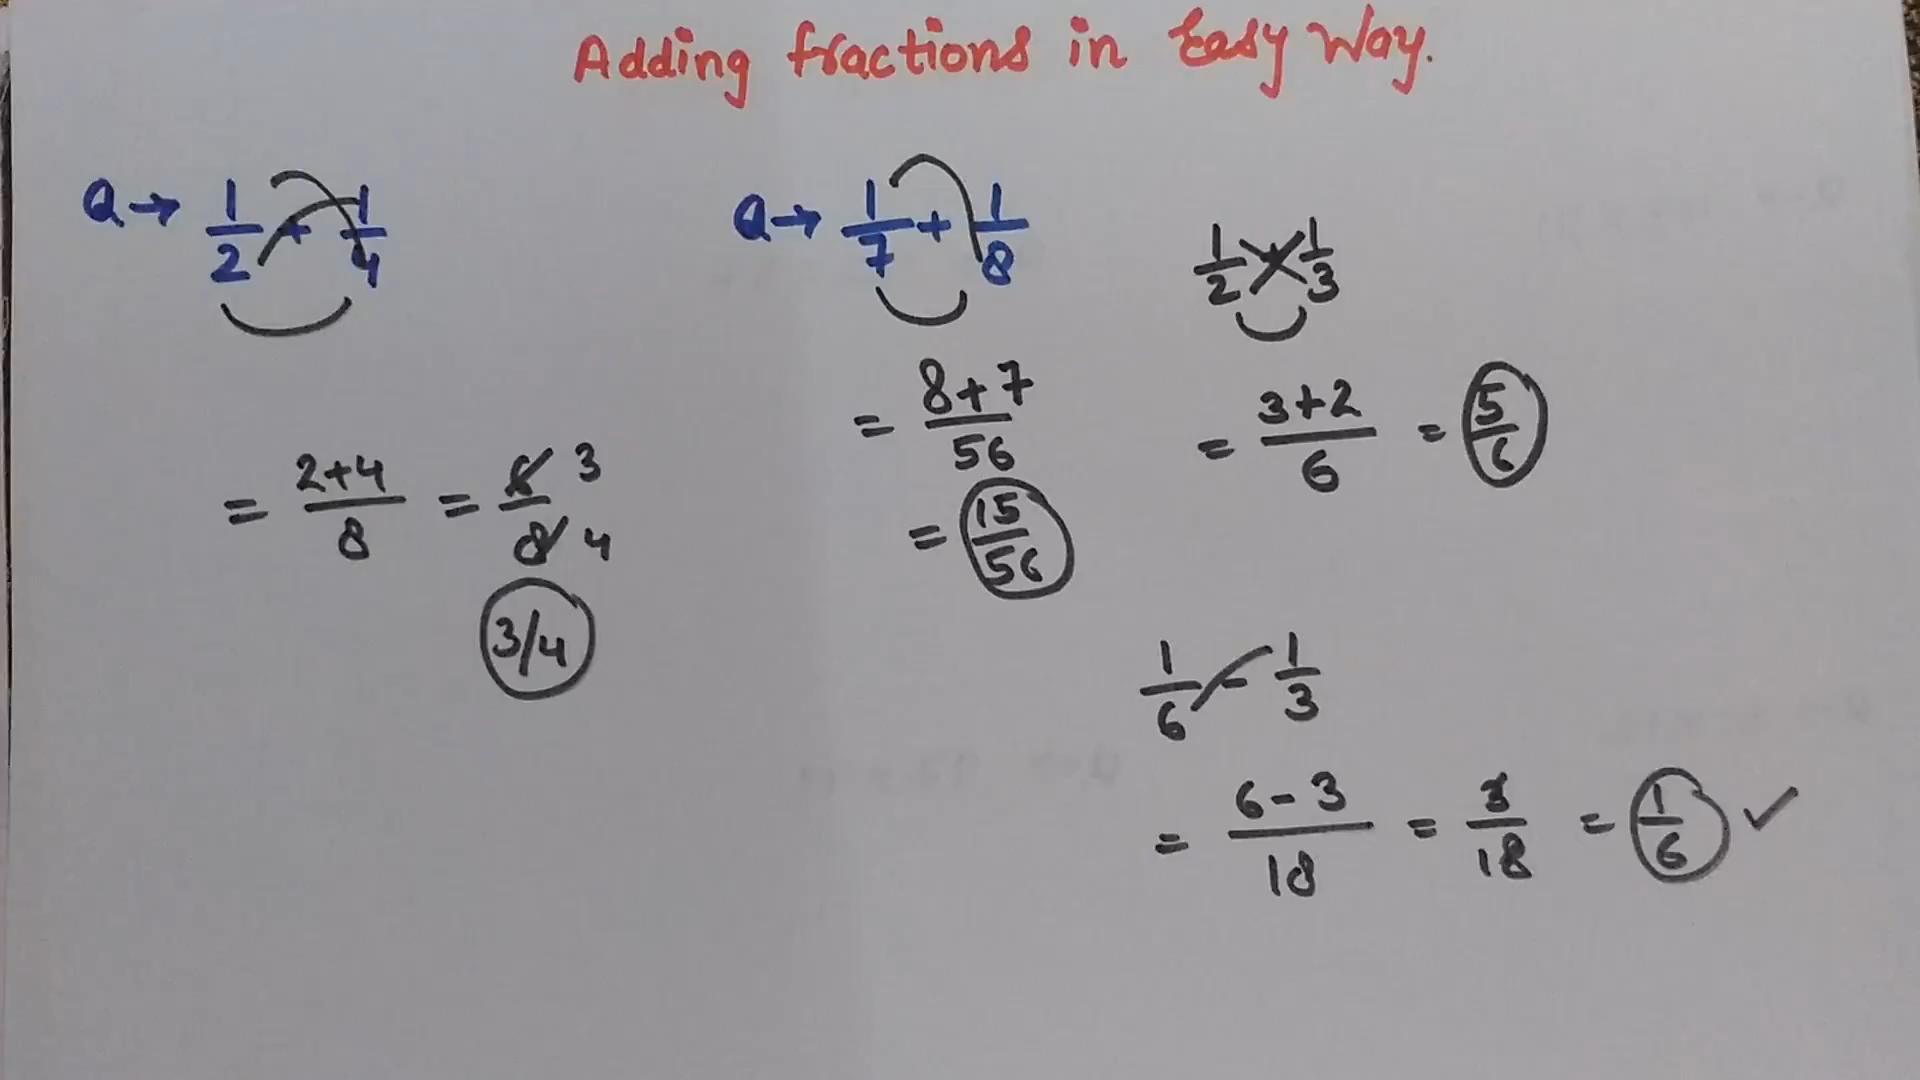 Adding fractions in Easy Way.
Q → 1/2 + 1/4
= 2+4/8 = 6/8 3 4
3/4
Q → 1/7 + 1/8
= 8+7/56
= 15/56
1/2 + 1/3
= 3+2/6 = 5/6
1/6 - 1/3
= 6-3/18 = 3/18 = 1/6 ✓